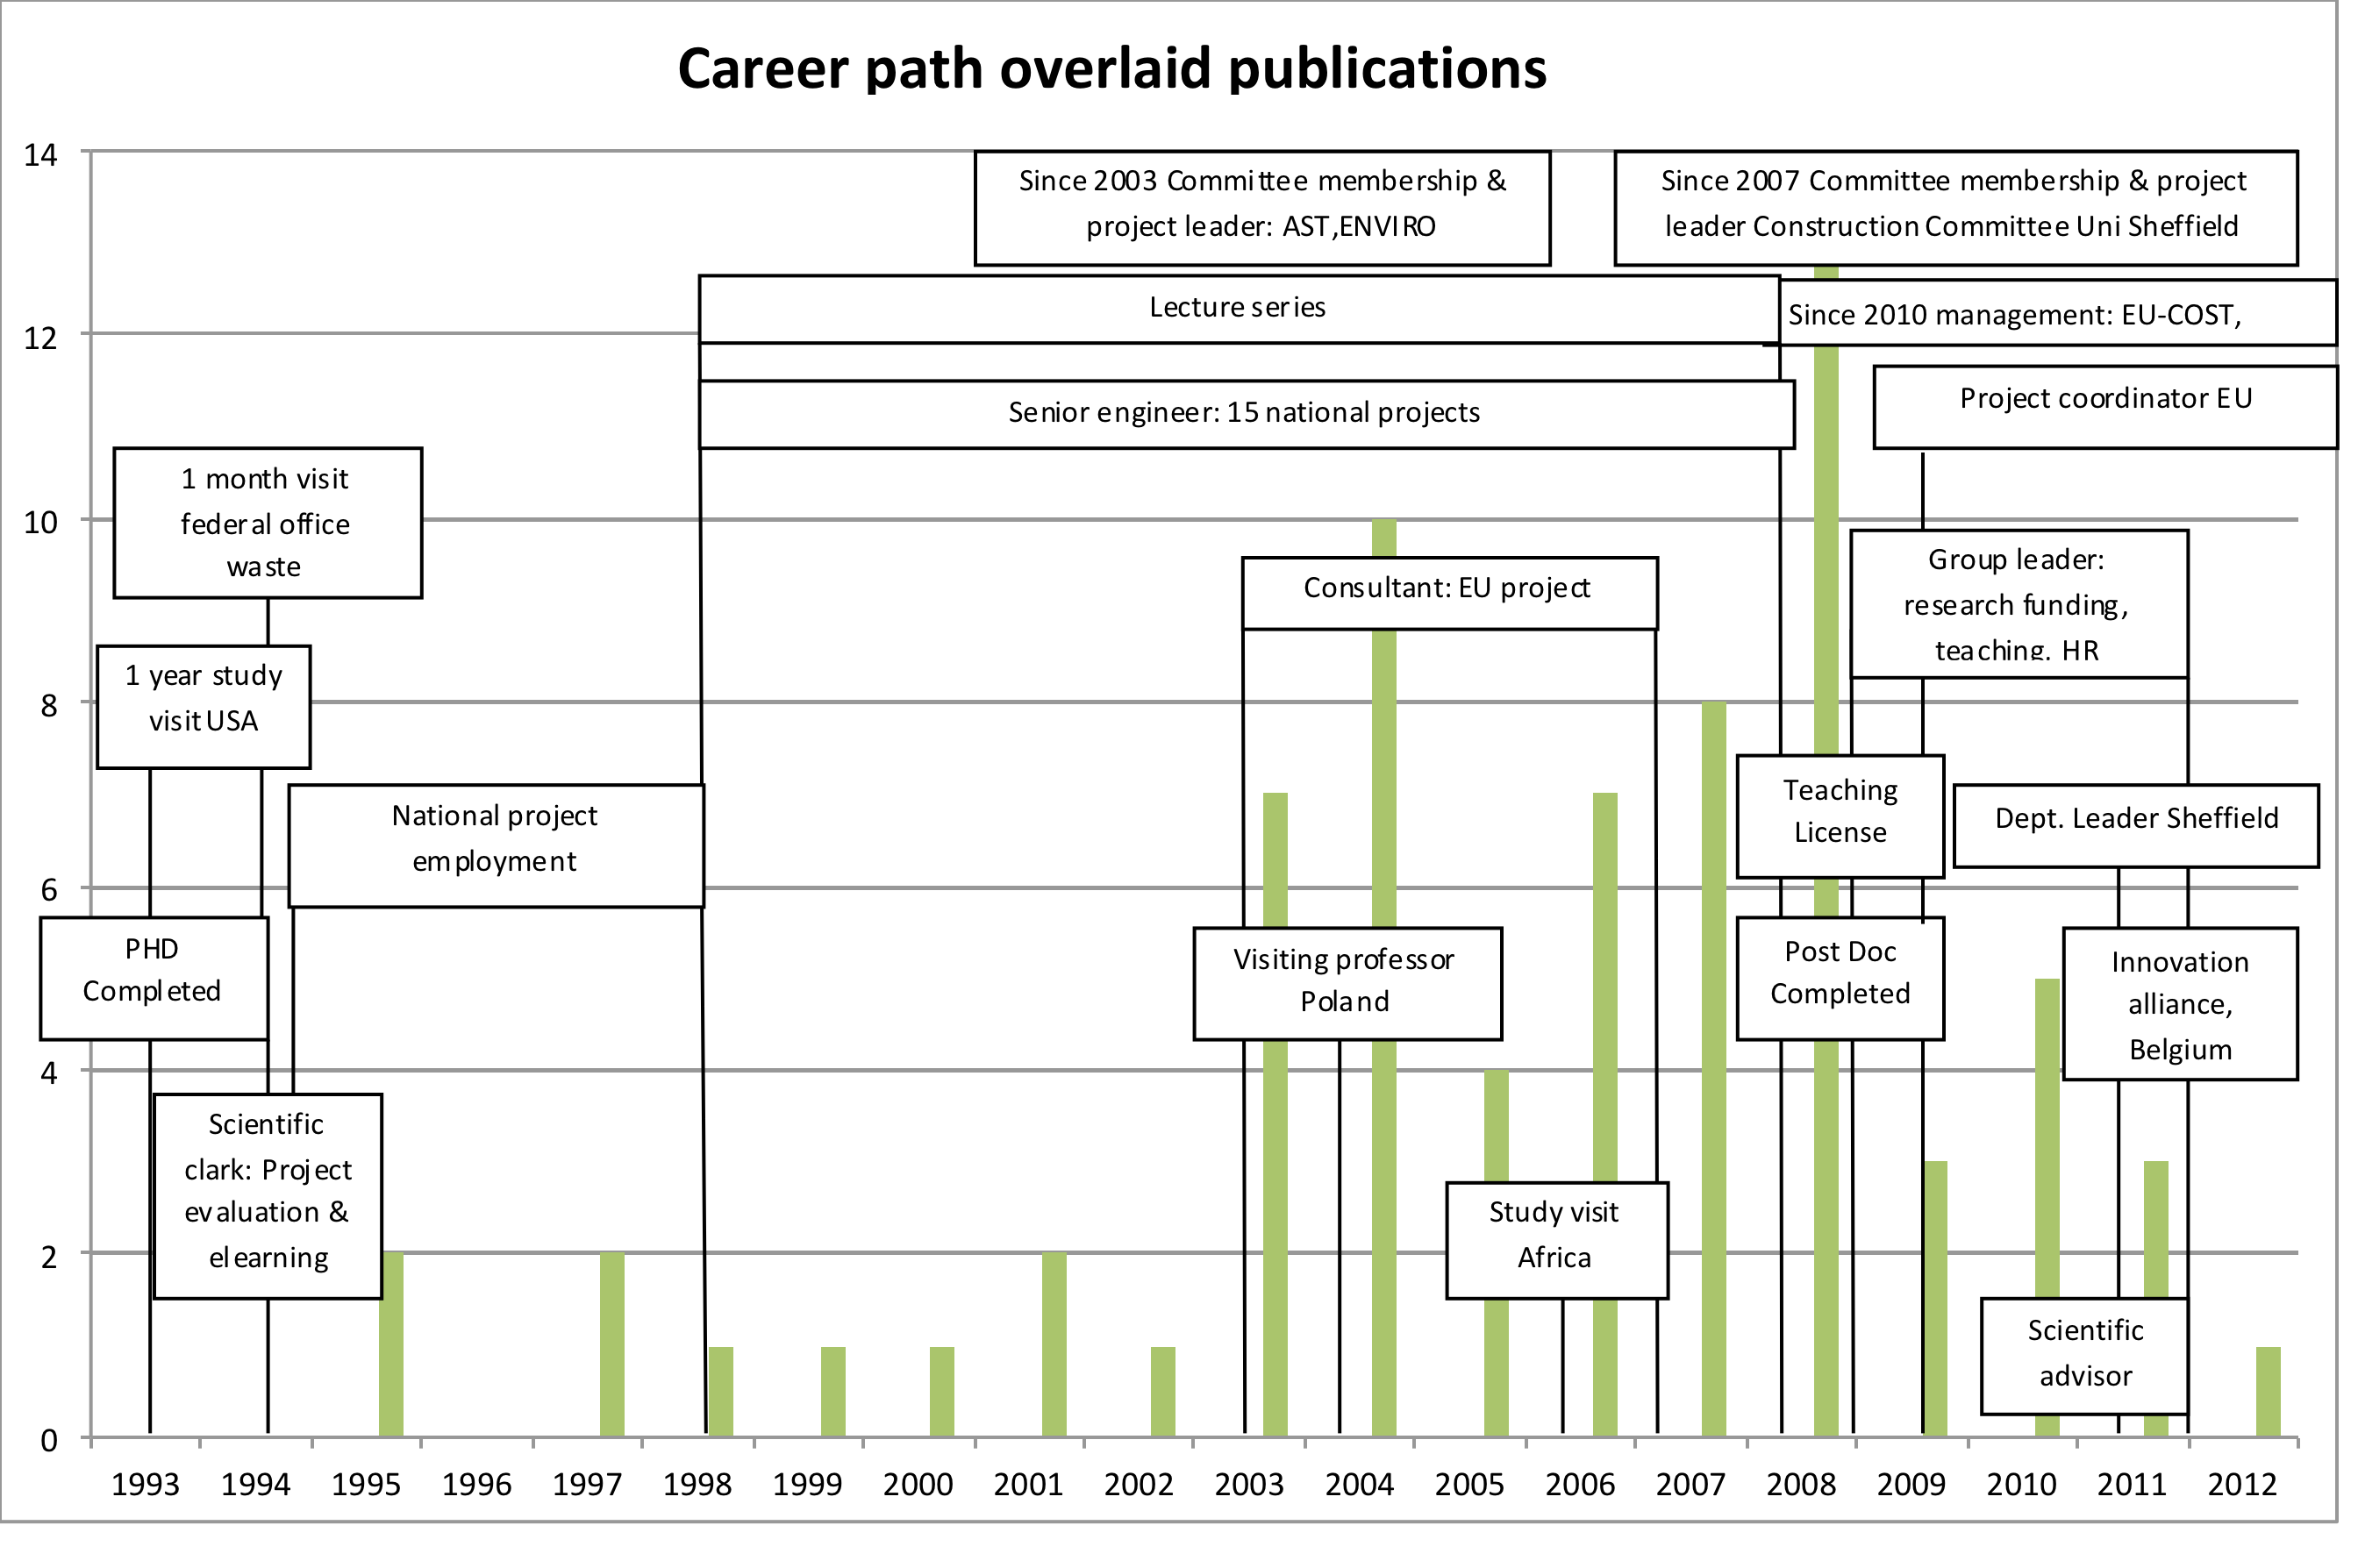 Career path overlaid publications
14
12
10
8
6
4
2
0
Since 2003 Committee membership &
project leader: AST,ENVIRO
Since 2007 Committee membership & project
leader Construction Committee Uni Sheffield
Lecture series
Since 2010 management: EU-COST,
Senior engineer: 15 national projects
Project coordinator EU
1 month visit
federal office
waste
Consultant: EU project
Group leader:
research funding,
teaching, HR
1 year study
visit USA
National project
employment
Teaching
License
Dept. Leader Sheffield
PHD
Completed
Visiting professor
Poland
Post Doc
Completed
Innovation
alliance,
Belgium
Scientific
clark: Project
evaluation &
elearning
Study visit
Africa
Scientific
advisor
1993 1994 1995 1996 1997 1998 1999 2000 2001 2002 2003 2004 2005 2006 2007 2008 2009 2010 2011 2012